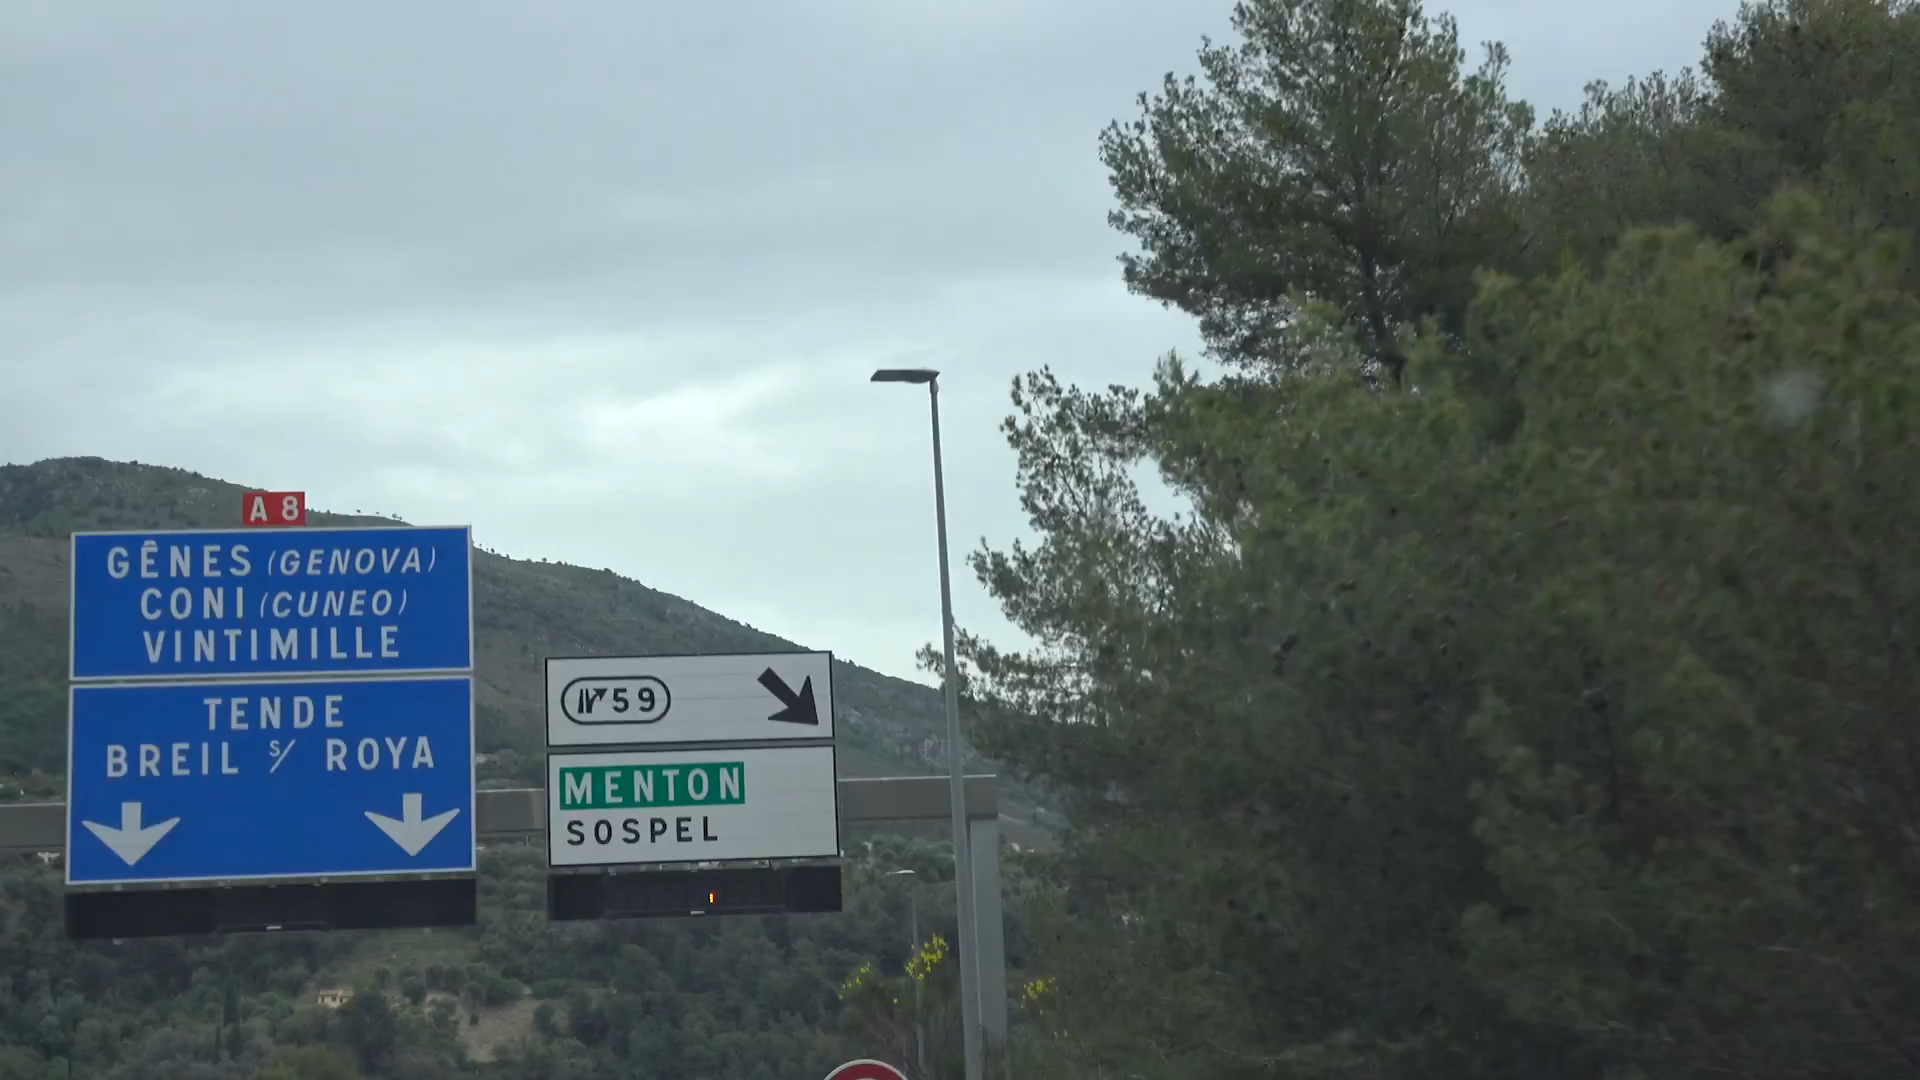 A 8
GÊNES (GENOVA)
CONI (CUNEO)
VINTIMILLE
TENDE
BREIL S/ ROYA
59
MENTON
SOSPEL